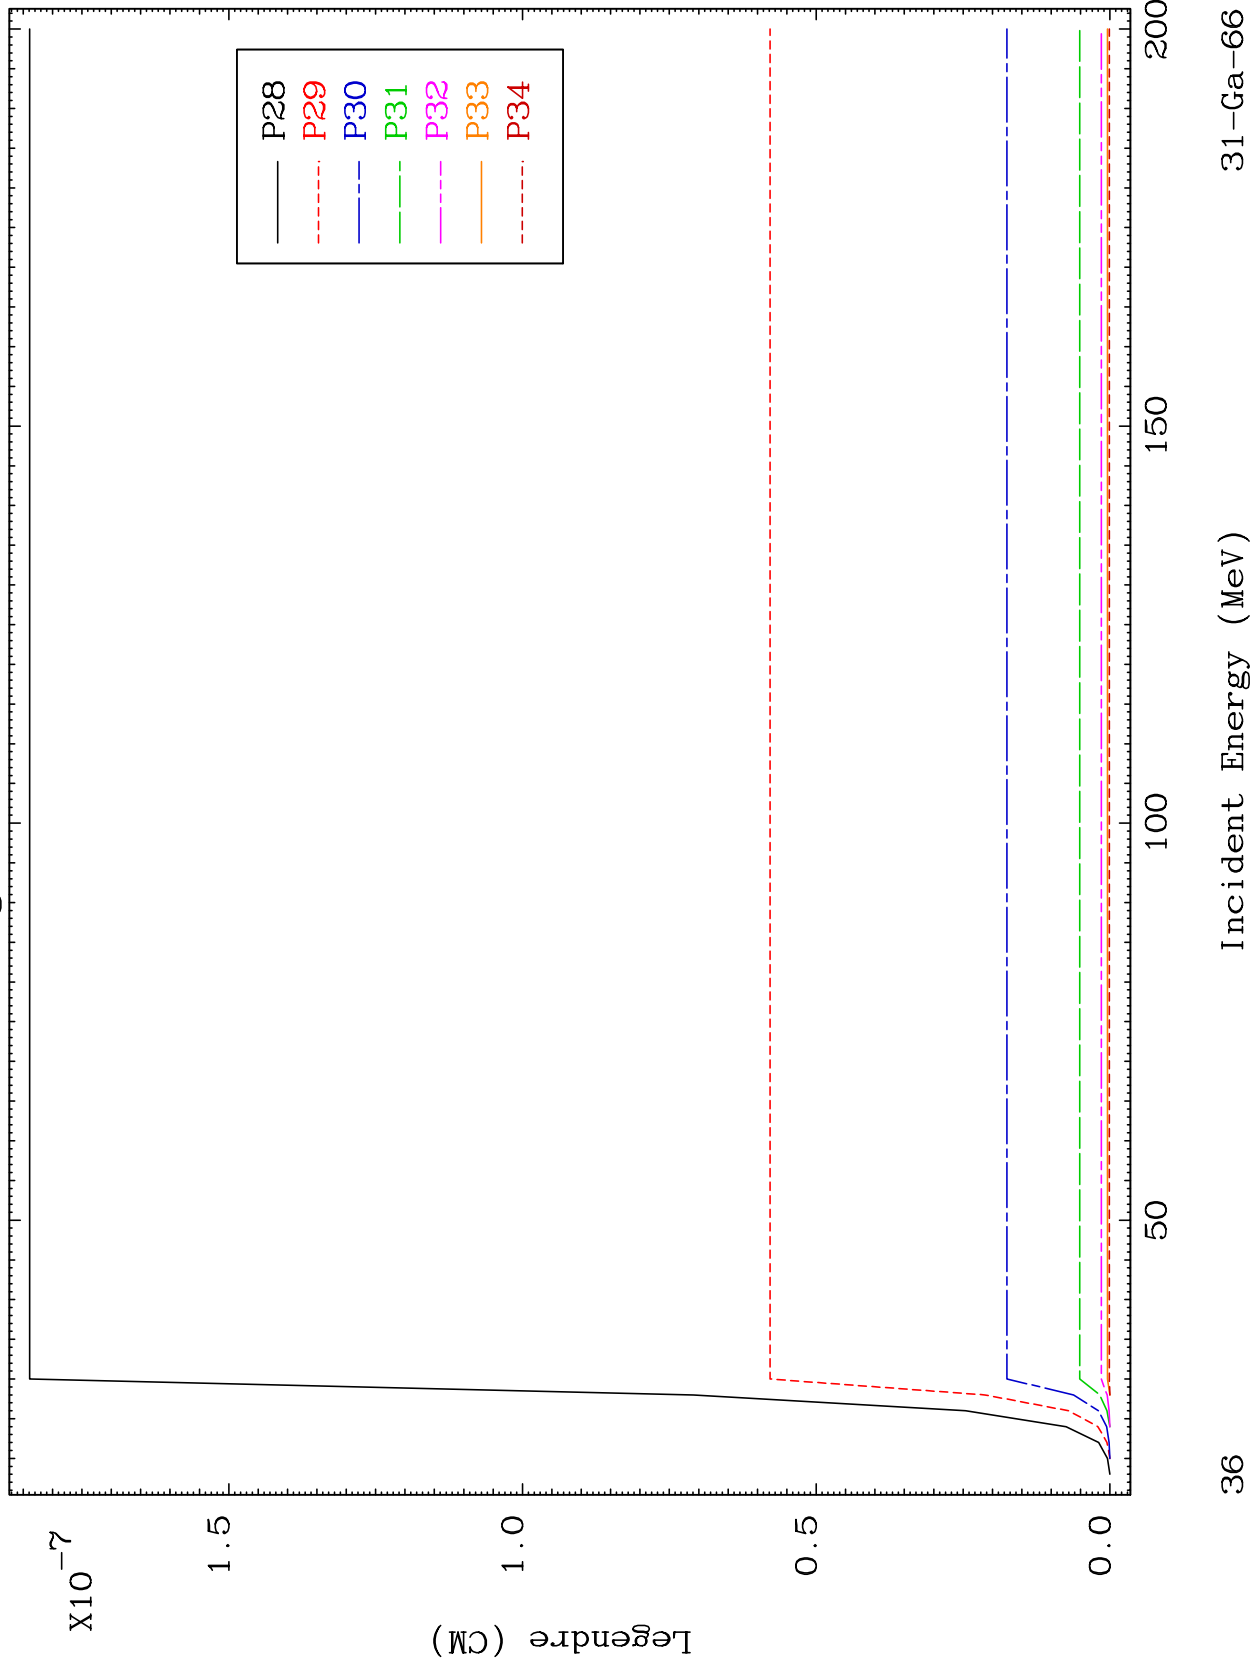 X10⁻⁷
1.5
1.0
0.5
0.0
Legendre (CM)
P28
P29
P30
P31
P32
P33
P34
50
100
150
200
Incident Energy (MeV)
36
31-Ga-66